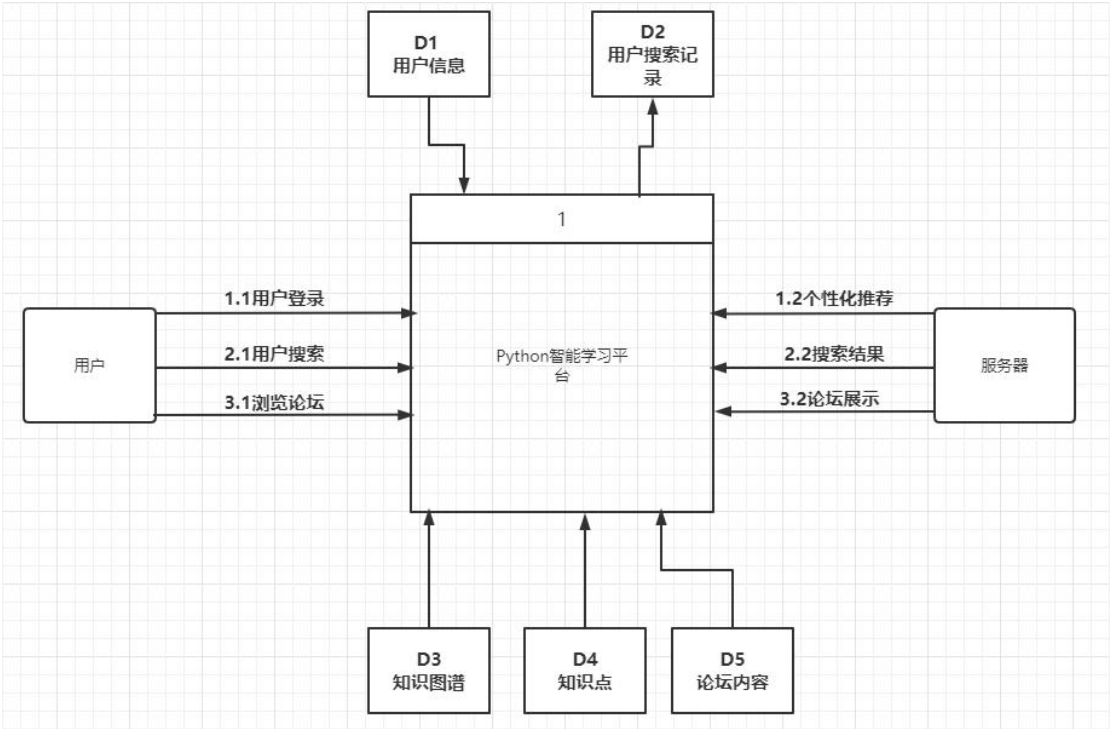 D1
用户信息
D2
用户搜索记
录
1
1.1用户登录
1.2个性化推荐
用户
2.1用户搜索
Python智能学习平
台
2.2搜索结果
服务器
3.1浏览论坛
3.2论坛展示
D3
知识图谱
D4
知识点
D5
论坛内容